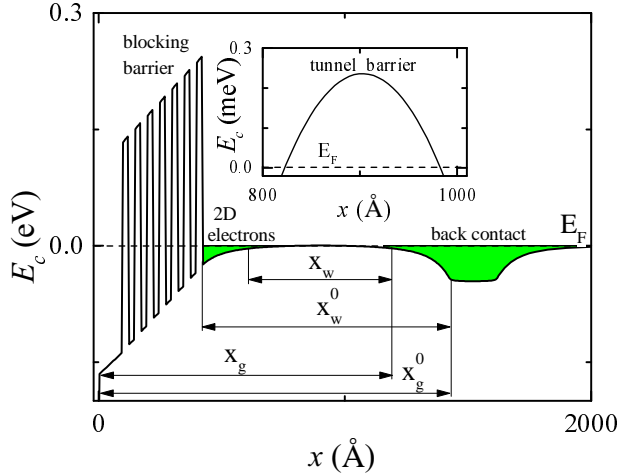 0.3
blocking
barrier
0.3
tunnel barrier
E_c (meV)
E_F
0.0
800
1000
x (Å)
2D
electrons
back contact
E_F
E_c (eV)
0.0
x_w
x_w^0
x_g
x_g^0
0
2000
x (Å)